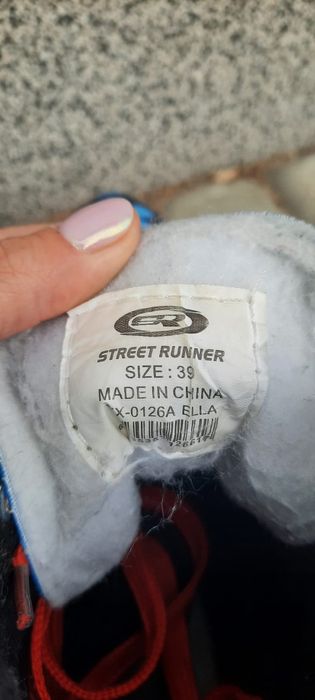 SR
STREET RUNNER
SIZE : 39
MADE IN CHINA
X-0126A ELLA